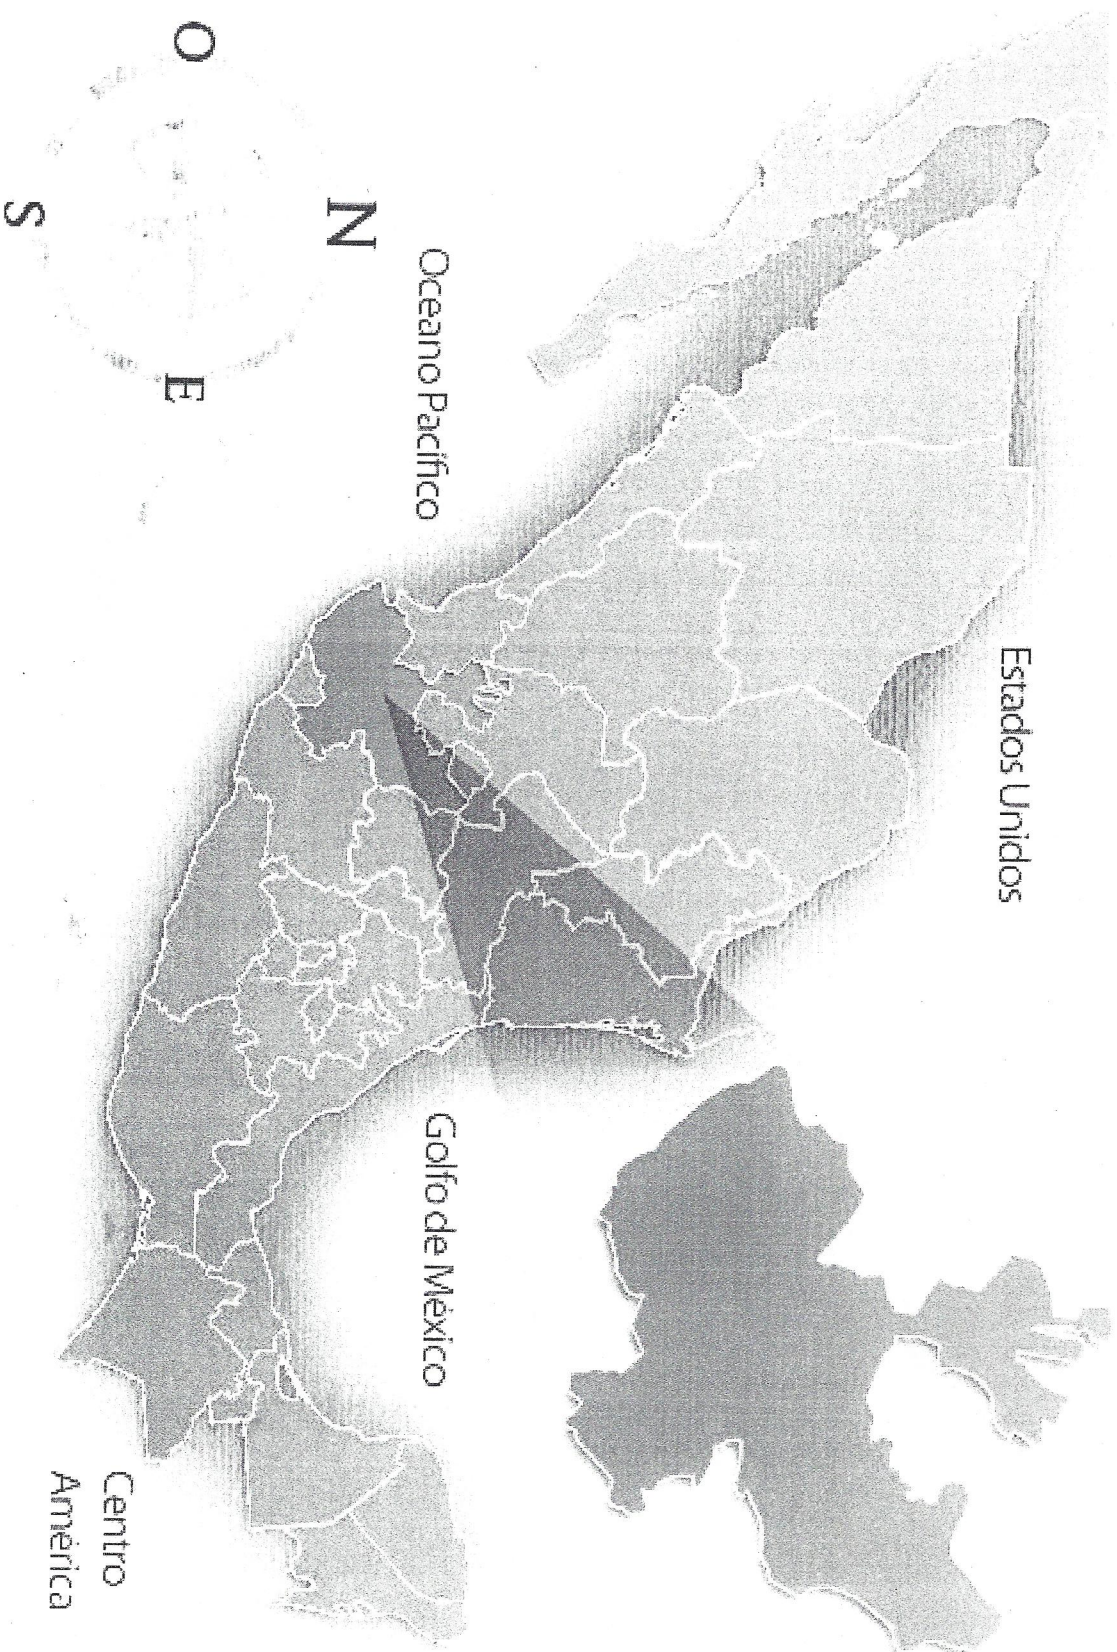 Estados Unidos
Oceano Pacífico
Golfo de México
Centro
América
N
O
E
S